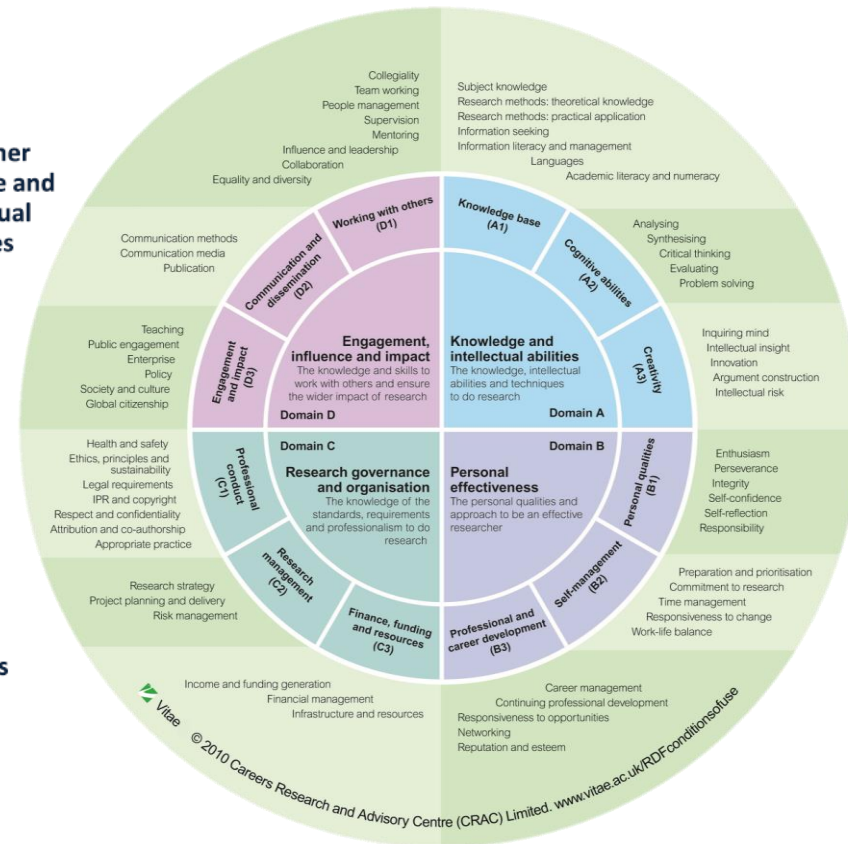 her
e and
ual
es
s
Collegiality
Team working
People management
Supervision
Mentoring
Influence and leadership
Collaboration
Equality and diversity
Subject knowledge
Research methods: theoretical knowledge
Research methods: practical application
Information seeking
Information literacy and management
Languages
Academic literacy and numeracy
Communication methods
Communication media
Publication
Analysing
Synthesising
Critical thinking
Evaluating
Problem solving
Teaching
Public engagement
Enterprise
Policy
Society and culture
Global citizenship
Inquiring mind
Intellectual insight
Innovation
Argument construction
Intellectual risk
Health and safety
Ethics, principles and
sustainability
Legal requirements
IPR and copyright
Respect and confidentiality
Attribution and co-authorship
Appropriate practice
Enthusiasm
Perseverance
Integrity
Self-confidence
Self-reflection
Responsibility
Research strategy
Project planning and delivery
Risk management
Preparation and prioritisation
Commitment to research
Time management
Responsiveness to change
Work-life balance
Income and funding generation
Financial management
Infrastructure and resources
Career management
Continuing professional development
Responsiveness to opportunities
Networking
Reputation and esteem
Working with others
(D1)
Communication and
dissemination
(D2)
Engagement
and impact
(D3)
Knowledge base
(A1)
Cognitive abilities
(A2)
Creativity
(A3)
Professional
conduct
(C1)
Research
management
(C2)
Finance, funding
and resources
(C3)
Personal qualities
(B1)
Self-management
(B2)
Professional and
career development
(B3)
Engagement,
influence and impact
The knowledge and skills to
work with others and ensure
the wider impact of research
Domain D
Knowledge and
intellectual abilities
The knowledge, intellectual
abilities and techniques
to do research
Domain A
Domain C
Research governance
and organisation
The knowledge of the
standards, requirements
and professionalism to do
research
Domain B
Personal
effectiveness
The personal qualities and
approach to be an effective
researcher
Vitae © 2010 Careers Research and Advisory Centre (CRAC) Limited. www.vitae.ac.uk/RDFconditionsofuse